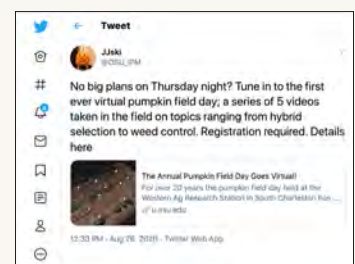 Tweet
JJski
@OSU_IPM
No big plans on Thursday night? Tune in to the first
ever virtual pumpkin field day; a series of 5 videos
taken in the field on topics ranging from hybrid
selection to weed control. Registration required. Details
here
The Annual Pumpkin Field Day Goes Virtual!
For over 20 years the pumpkin field day held at the
Western Ag Research Station in South Charleston has ...
u.osu.edu
12:33 PM · Aug 26, 2020 · Twitter Web App